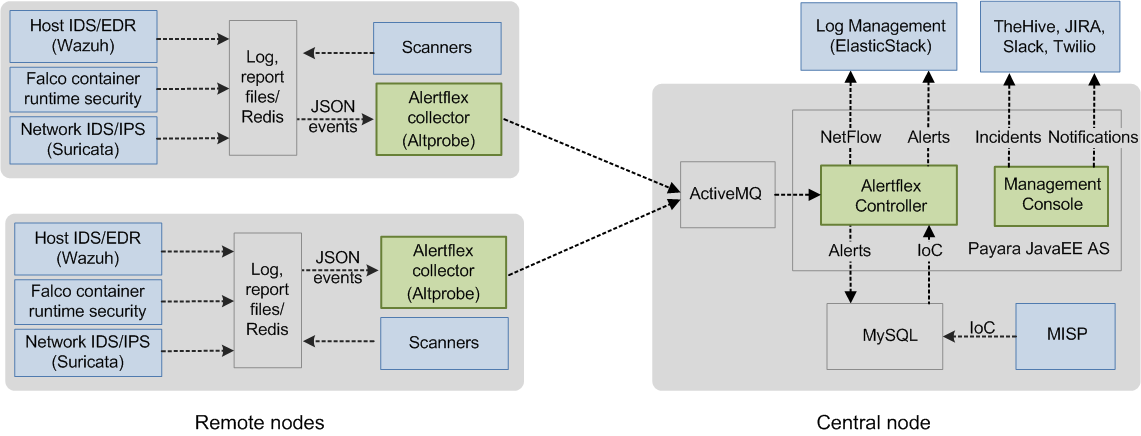 Host IDS/EDR
(Wazuh)
Falco container
runtime security
Network IDS/IPS
(Suricata)
Log,
report
files/
Redis
Scanners
JSON
events
Alertflex
collector
(Altprobe)
Host IDS/EDR
(Wazuh)
Falco container
runtime security
Network IDS/IPS
(Suricata)
Log,
report
files/
Redis
JSON
events
Alertflex
collector
(Altprobe)
Scanners
Remote nodes
Log Management
(ElasticStack)
TheHive, JIRA,
Slack, Twilio
NetFlow
Alerts
Incidents
Notifications
ActiveMQ
Alertflex
Controller
Management
Console
Alerts
IoC
Payara JavaEE AS
MySQL
IoC
MISP
Central node